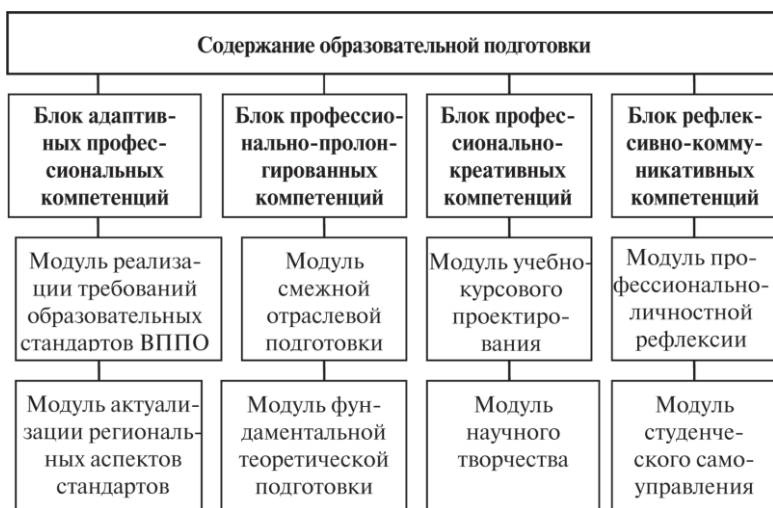 Содержание образовательной подготовки
Блок адаптив-
ных профес-
сиональных
компетенций
Блок профессио-
нально-пролон-
гированных
компетенций
Блок профес-
сионально-
креативных
компетенций
Блок рефлек-
сивно-комму-
никативных
компетенций
Модуль реализа-
ции требований
образовательных
стандартов ВППО
Модуль
смежной
отраслевой
подготовки
Модуль учебно-
курсового
проектиро-
вания
Модуль про-
фессионально-
личностной
рефлексии
Модуль актуали-
зации региональ-
ных аспектов
стандартов
Модуль фун-
даментальной
теоретической
подготовки
Модуль
научного
творчества
Модуль
студенче-
ского само-
управления